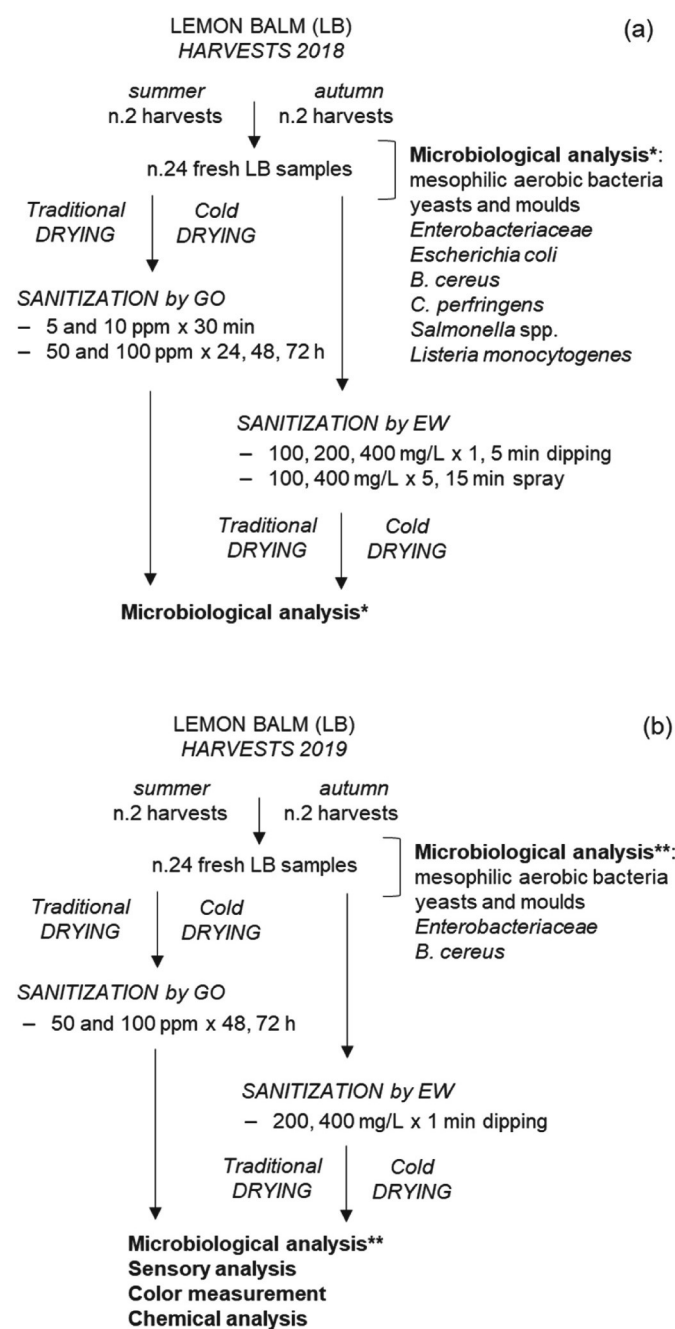 LEMON BALM (LB)
HARVESTS 2018
(a)
summer
n.2 harvests
autumn
n.2 harvests
n.24 fresh LB samples
Microbiological analysis*:
mesophilic aerobic bacteria
yeasts and moulds
Enterobacteriaceae
Escherichia coli
B. cereus
C. perfringens
Salmonella spp.
Listeria monocytogenes
Traditional
DRYING
Cold
DRYING
SANITIZATION by GO
– 5 and 10 ppm x 30 min
– 50 and 100 ppm x 24, 48, 72 h
SANITIZATION by EW
– 100, 200, 400 mg/L x 1, 5 min dipping
– 100, 400 mg/L x 5, 15 min spray
Traditional
DRYING
Cold
DRYING
Microbiological analysis*
LEMON BALM (LB)
HARVESTS 2019
(b)
summer
n.2 harvests
autumn
n.2 harvests
n.24 fresh LB samples
Microbiological analysis**:
mesophilic aerobic bacteria
yeasts and moulds
Enterobacteriaceae
B. cereus
Traditional
DRYING
Cold
DRYING
SANITIZATION by GO
– 50 and 100 ppm x 48, 72 h
SANITIZATION by EW
– 200, 400 mg/L x 1 min dipping
Traditional
DRYING
Cold
DRYING
Microbiological analysis**
Sensory analysis
Color measurement
Chemical analysis